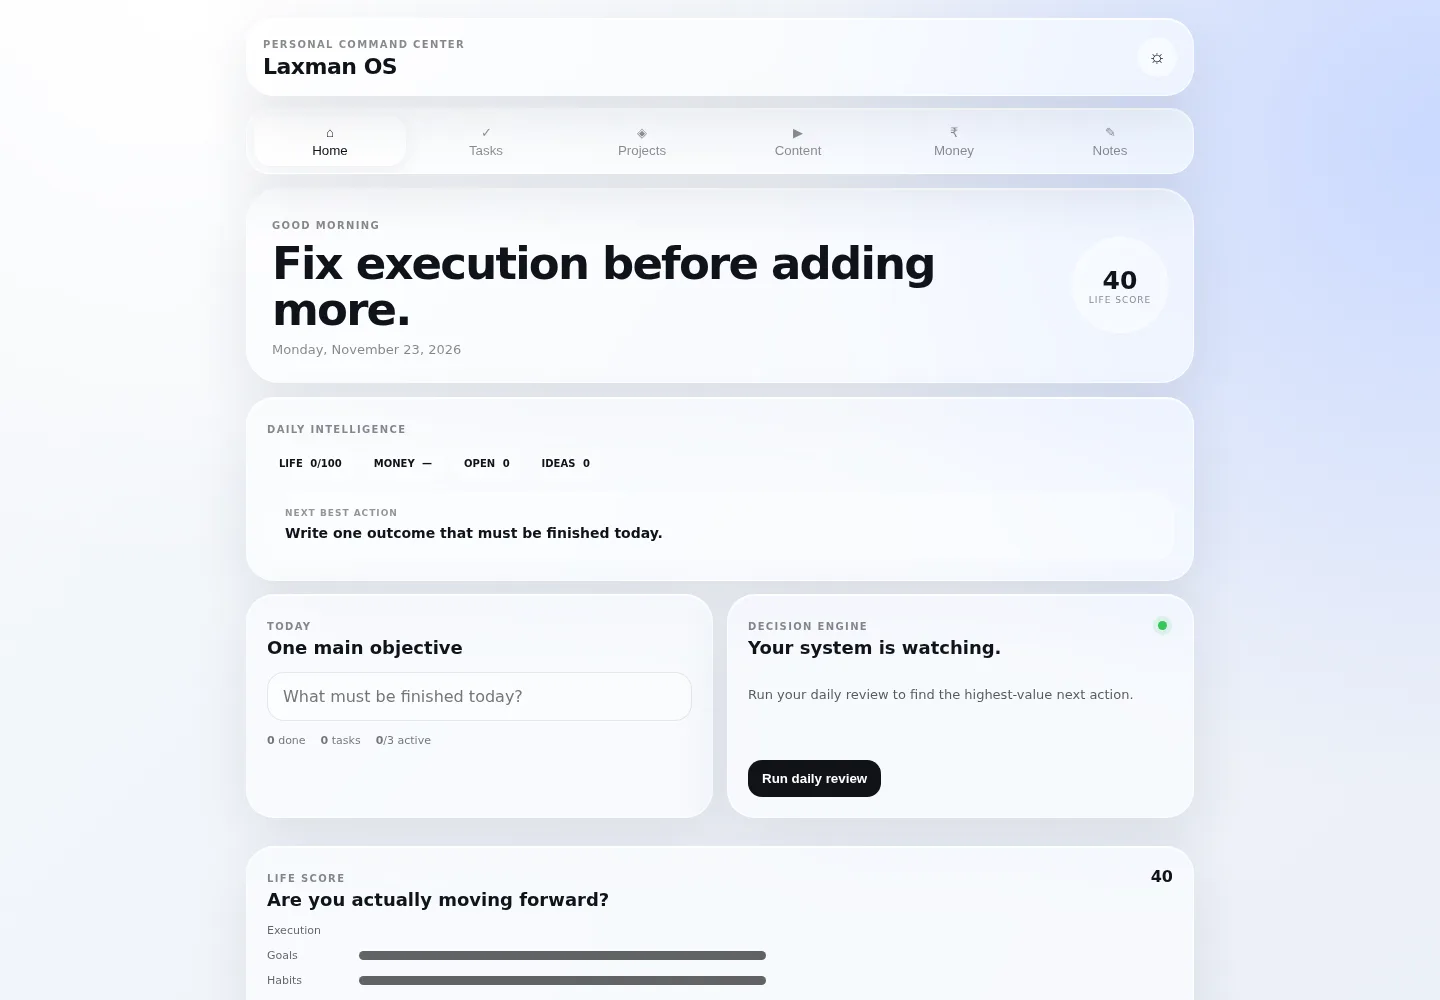 PERSONAL COMMAND CENTER
Laxman OS
☼
⌂
Home
✓
Tasks
◈
Projects
▶
Content
₹
Money
✎
Notes
GOOD MORNING
Fix execution before adding
more.
Monday, November 23, 2026
40
LIFE SCORE
DAILY INTELLIGENCE
LIFE 0/100 MONEY — OPEN 0 IDEAS 0
NEXT BEST ACTION
Write one outcome that must be finished today.
TODAY
One main objective
What must be finished today?
0 done 0 tasks 0/3 active
DECISION ENGINE
Your system is watching.
Run your daily review to find the highest-value next action.
Run daily review
LIFE SCORE
Are you actually moving forward?
40
Execution
Goals
Habits